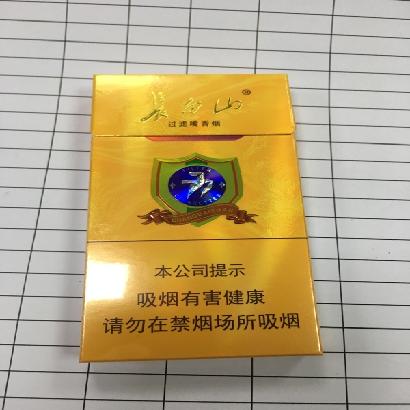 长白山®
过滤嘴香烟
本公司提示
吸烟有害健康
请勿在禁烟场所吸烟